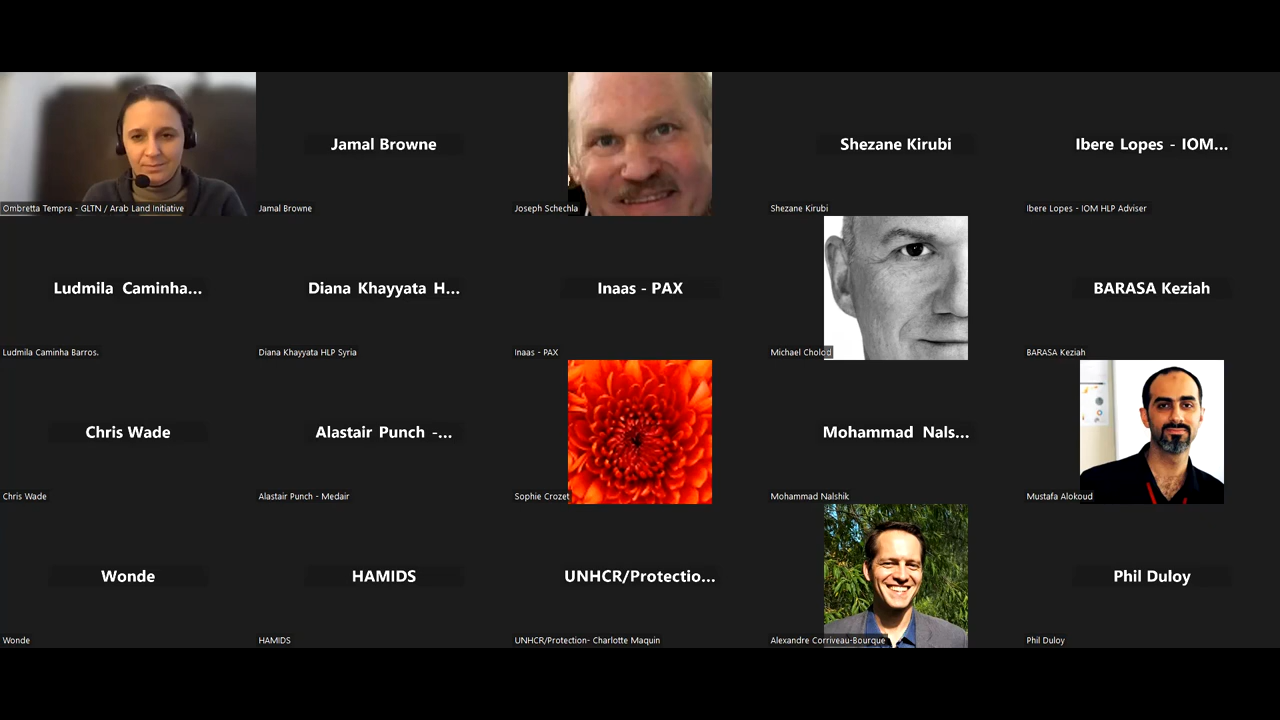 Ombretta Tempra - GLTN / Arab Land Initiative
Jamal Browne
Jamal Browne
Joseph Schechla
Shezane Kirubi
Shezane Kirubi
Ibere Lopes - IOM...
Ibere Lopes - IOM HLP Adviser
Ludmila Caminha...
Ludmila Caminha Barros.
Diana Khayyata H...
Diana Khayyata HLP Syria
Inaas - PAX
Inaas - PAX
Michael Cholod
BARASA Keziah
BARASA Keziah
Chris Wade
Chris Wade
Alastair Punch -...
Alastair Punch - Medair
Sophie Crozet
Mohammad Nals...
Mohammad Nalshik
Mustafa Alokoud
Wonde
Wonde
HAMIDS
HAMIDS
UNHCR/Protectio...
UNHCR/Protection- Charlotte Maquin
Alexandre Corriveau-Bourque
Phil Duloy
Phil Duloy